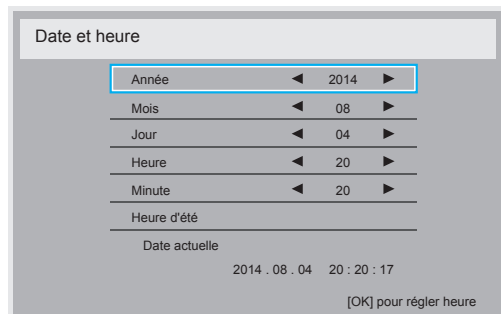 Date et heure
Année ◀ 2014 ▶
Mois ◀ 08 ▶
Jour ◀ 04 ▶
Heure ◀ 20 ▶
Minute ◀ 20 ▶
Heure d'été
Date actuelle
2014 . 08 . 04 20 : 20 : 17
[OK] pour régler heure